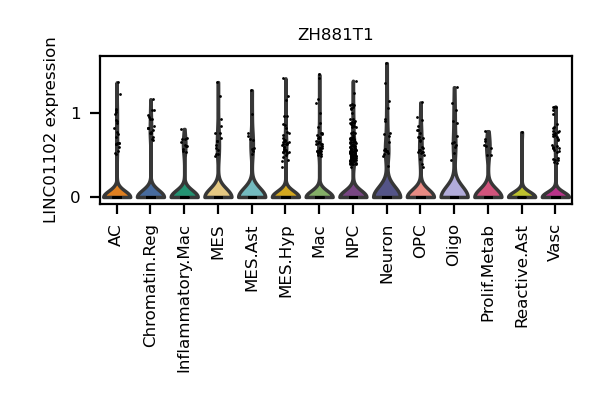 ZH881T1
LINC01102 expression
1
0
AC
Chromatin.Reg
Inflammatory.Mac
MES
MES.Ast
MES.Hyp
Mac
NPC
Neuron
OPC
Oligo
Prolif.Metab
Reactive.Ast
Vasc